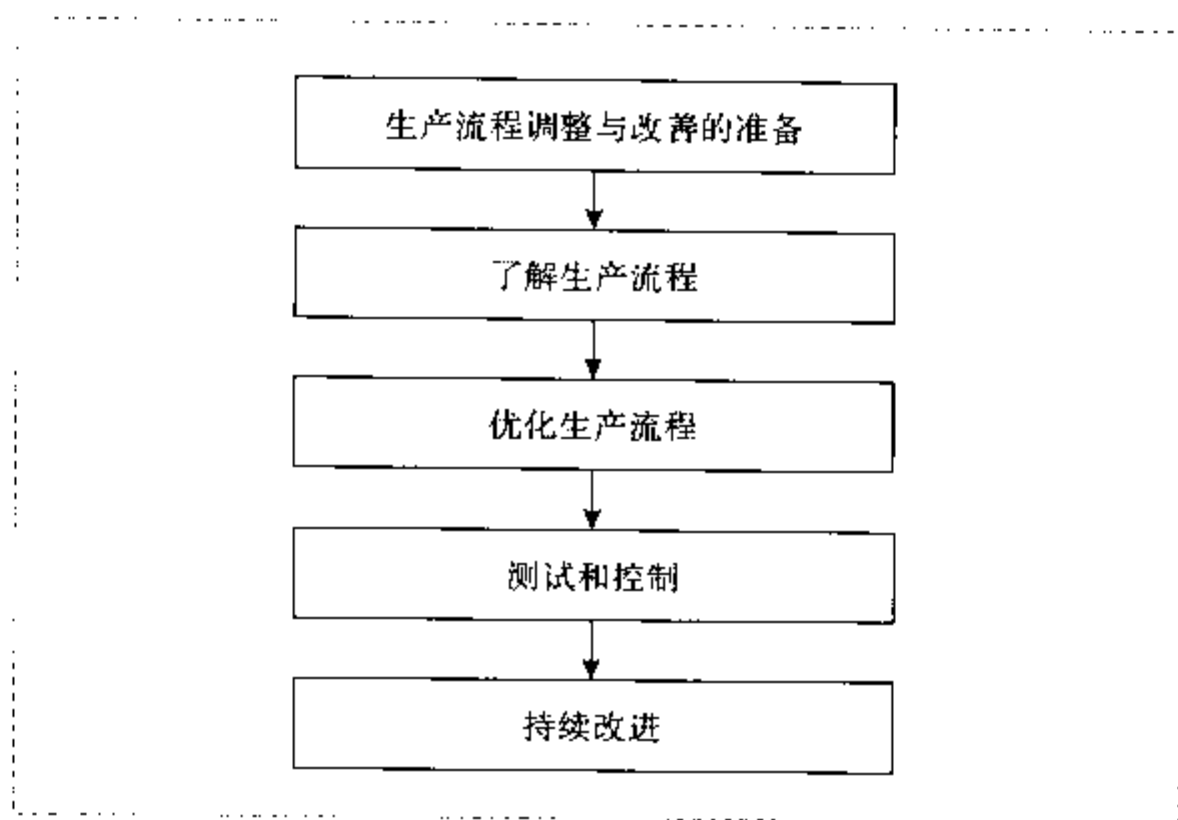 生产流程调整与改善的准备
了解生产流程
优化生产流程
测试和控制
持续改进